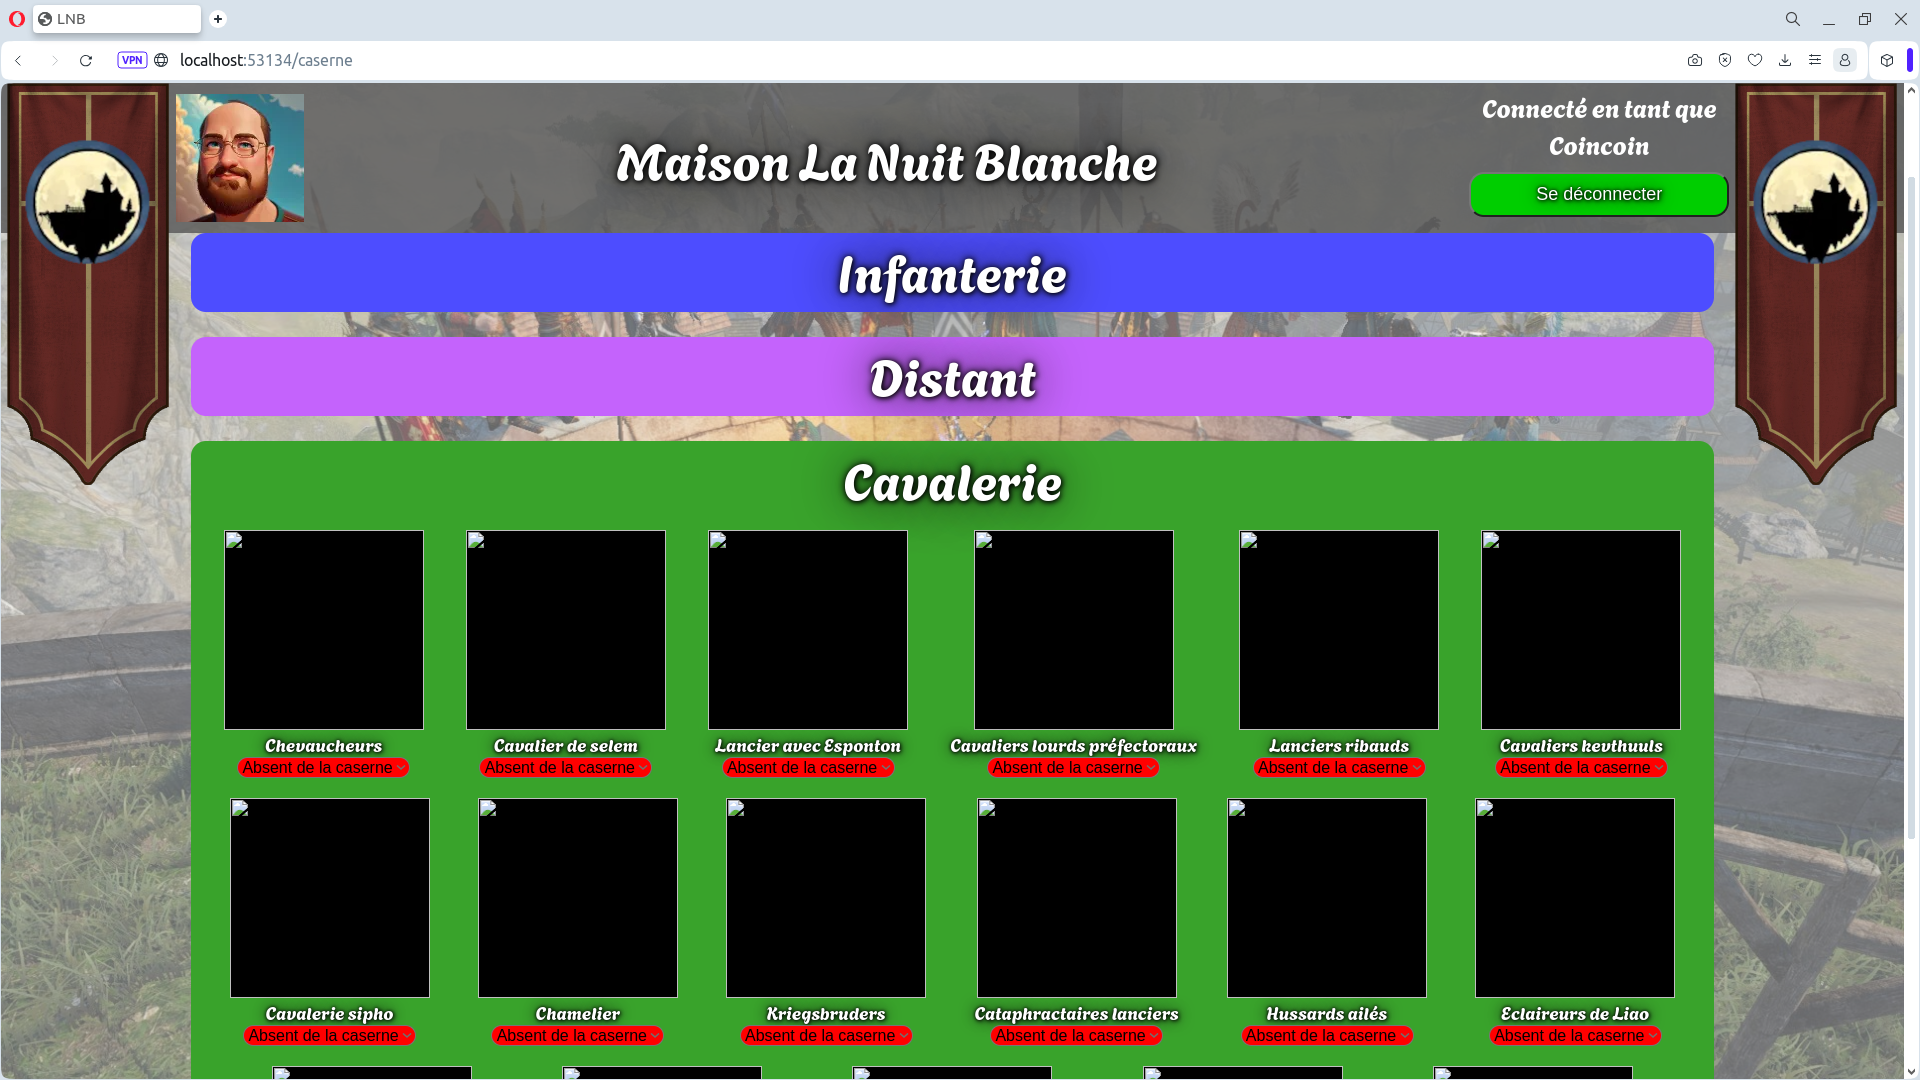 LNB
VPN
localhost:53134/caserne
Maison La Nuit Blanche
Connecté en tant que
Coincoin
Se déconnecter
Infanterie
Distant
Cavalerie
Chevaucheurs
Absent de la caserne
Cavalier de selem
Absent de la caserne
Lancier avec Esponton
Absent de la caserne
Cavaliers lourds préfectoraux
Absent de la caserne
Lanciers ribauds
Absent de la caserne
Cavaliers kevthuuls
Absent de la caserne
Cavalerie sipho
Absent de la caserne
Chamelier
Absent de la caserne
Kriegsbruders
Absent de la caserne
Cataphractaires lanciers
Absent de la caserne
Hussards ailés
Absent de la caserne
Eclaireurs de Liao
Absent de la caserne